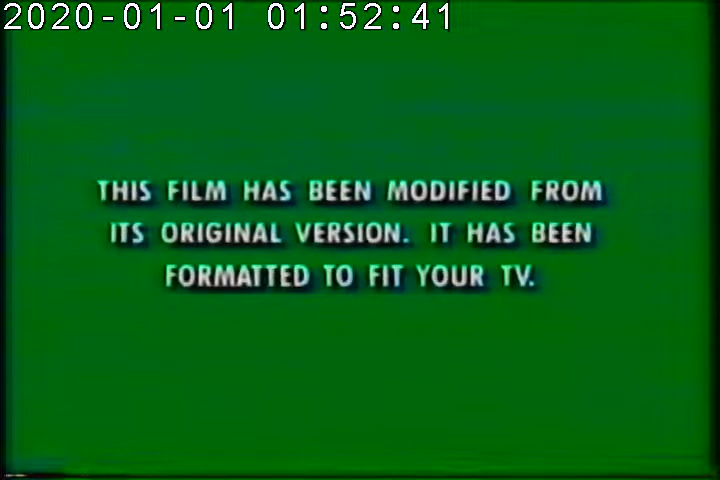 2020-01-01 01:52:41
THIS FILM HAS BEEN MODIFIED FROM
ITS ORIGINAL VERSION. IT HAS BEEN
FORMATTED TO FIT YOUR TV.